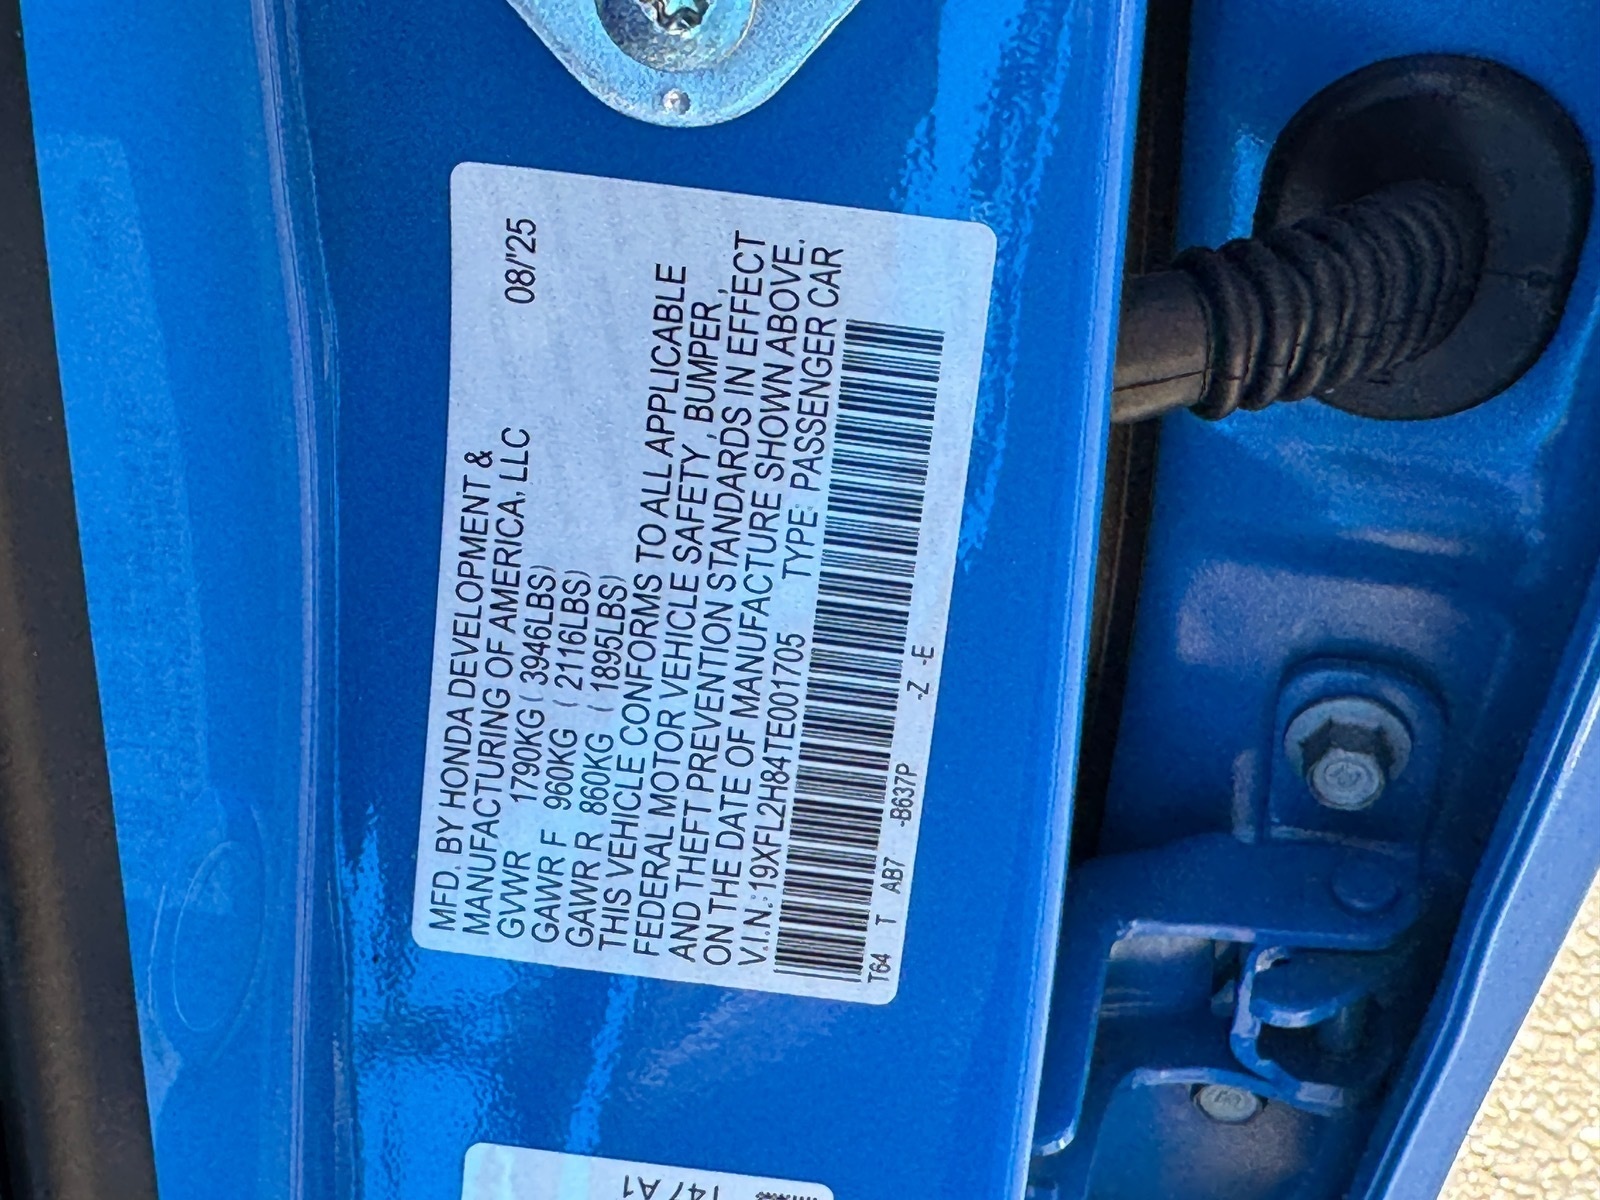 MFD. BY HONDA DEVELOPMENT &
MANUFACTURING OF AMERICA, LLC 08/'25
GVWR 1790KG ( 3946LBS)
GAWR F 960KG ( 2116LBS)
GAWR R 860KG ( 1895LBS)
THIS VEHICLE CONFORMS TO ALL APPLICABLE
FEDERAL MOTOR VEHICLE SAFETY, BUMPER,
AND THEFT PREVENTION STANDARDS IN EFFECT
ON THE DATE OF MANUFACTURE SHOWN ABOVE.
V.I.N.: 19XFL2H84TE001705 TYPE: PASSENGER CAR
T64 T AB7 -B637P -Z -E
147 A1